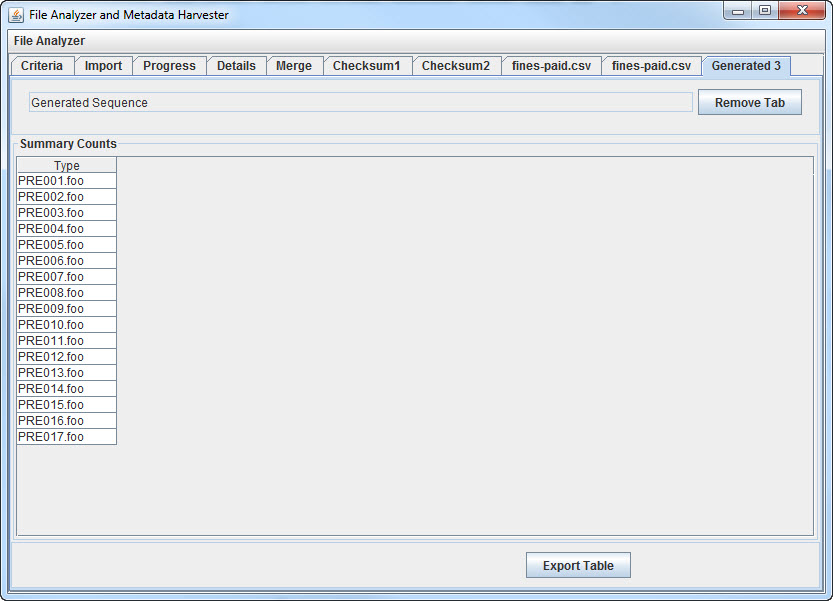 File Analyzer and Metadata Harvester
File Analyzer
Criteria Import Progress Details Merge Checksum1 Checksum2 fines-paid.csv fines-paid.csv Generated 3
Generated Sequence Remove Tab
Summary Counts
Type
PRE001.foo
PRE002.foo
PRE003.foo
PRE004.foo
PRE005.foo
PRE006.foo
PRE007.foo
PRE008.foo
PRE009.foo
PRE010.foo
PRE011.foo
PRE012.foo
PRE013.foo
PRE014.foo
PRE015.foo
PRE016.foo
PRE017.foo
Export Table